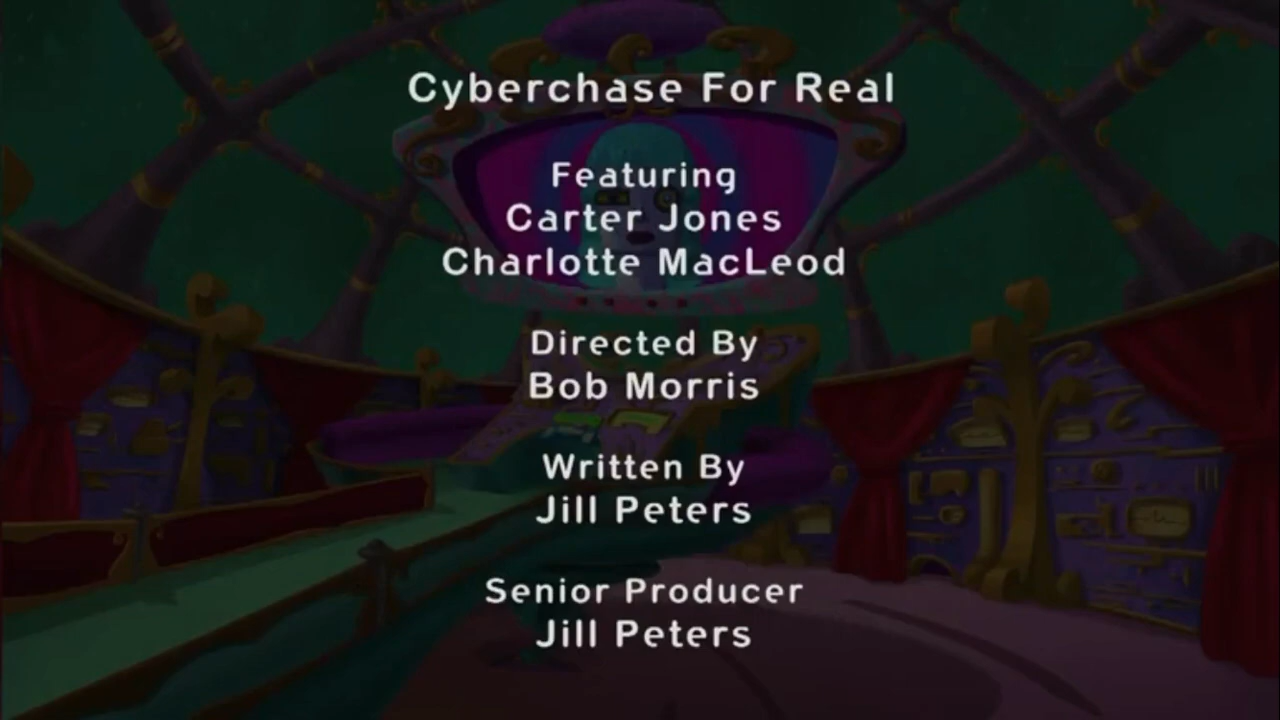 Cyberchase For Real
Featuring
Carter Jones
Charlotte MacLeod
Directed By
Bob Morris
Written By
Jill Peters
Senior Producer
Jill Peters